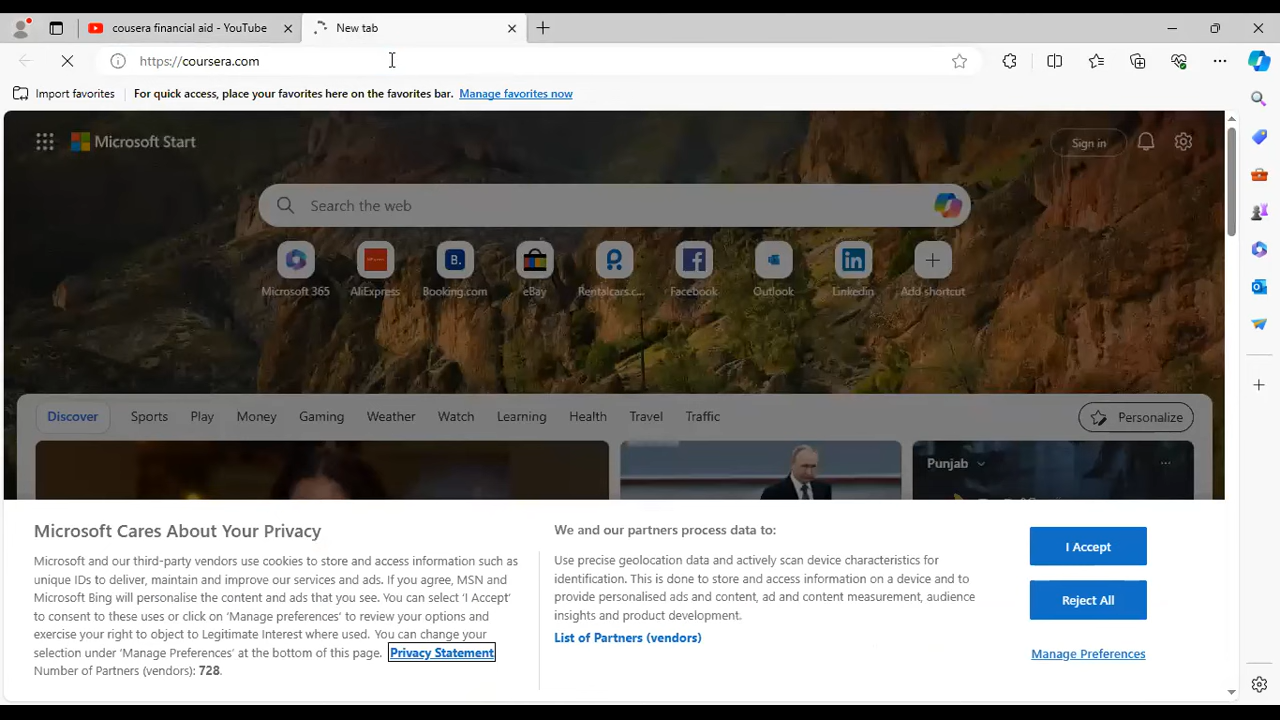 cousera financial aid - YouTube
New tab
https://coursera.com
Import favorites
For quick access, place your favorites here on the favorites bar. Manage favorites now
Microsoft Start
Sign in
Search the web
Microsoft 365
AliExpress
Booking.com
eBay
Rentalcars.c...
Facebook
Outlook
LinkedIn
Add shortcut
Discover Sports Play Money Gaming Weather Watch Learning Health Travel Traffic
Personalize
Punjab
Microsoft Cares About Your Privacy
Microsoft and our third-party vendors use cookies to store and access information such as
unique IDs to deliver, maintain and improve our services and ads. If you agree, MSN and
Microsoft Bing will personalise the content and ads that you see. You can select ‘I Accept’
to consent to these uses or click on ‘Manage preferences’ to review your options and
exercise your right to object to Legitimate Interest where used. You can change your
selection under ‘Manage Preferences’ at the bottom of this page. Privacy Statement
Number of Partners (vendors): 728.
We and our partners process data to:
Use precise geolocation data and actively scan device characteristics for
identification. This is done to store and access information on a device and to
provide personalised ads and content, ad and content measurement, audience
insights and product development.
List of Partners (vendors)
I Accept
Reject All
Manage Preferences